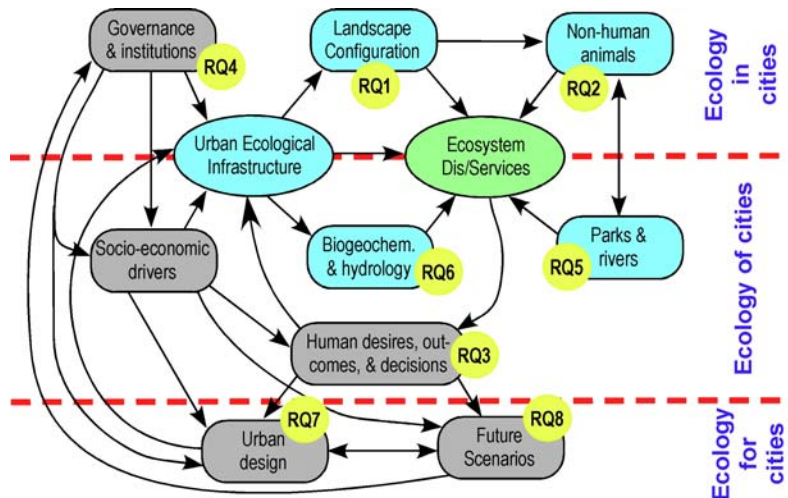 Governance
& institutions
RQ4
Landscape
Configuration
RQ1
Non-human
animals
RQ2
Ecology
in
cities
Urban Ecological
Infrastructure
Ecosystem
Dis/Services
Socio-economic
drivers
Biogeochem.
& hydrology
RQ6
Parks &
rivers
RQ5
Ecology of cities
Human desires, out-
comes, & decisions
RQ3
Urban
design
RQ7
Future
Scenarios
RQ8
Ecology
for
cities